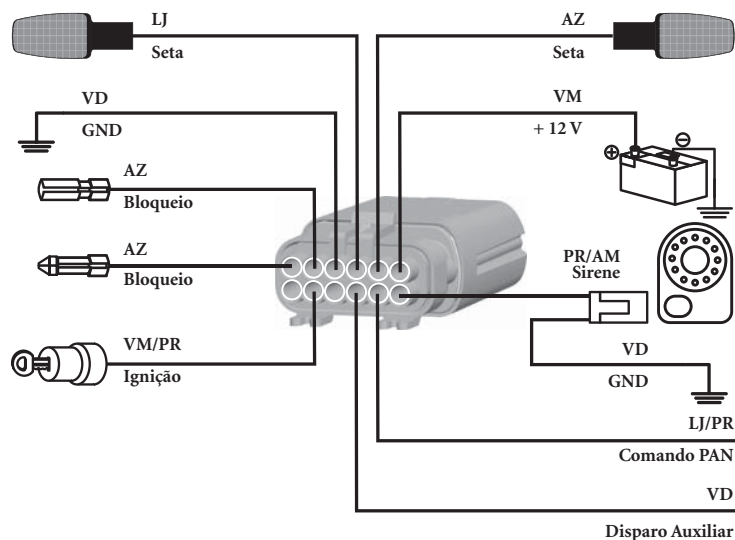 LJ
Seta
AZ
Seta
VD
GND
VM
+ 12 V
AZ
Bloqueio
AZ
Bloqueio
PR/AM
Sirene
VM/PR
Ignição
VD
GND
LJ/PR
Comando PAN
VD
Disparo Auxiliar